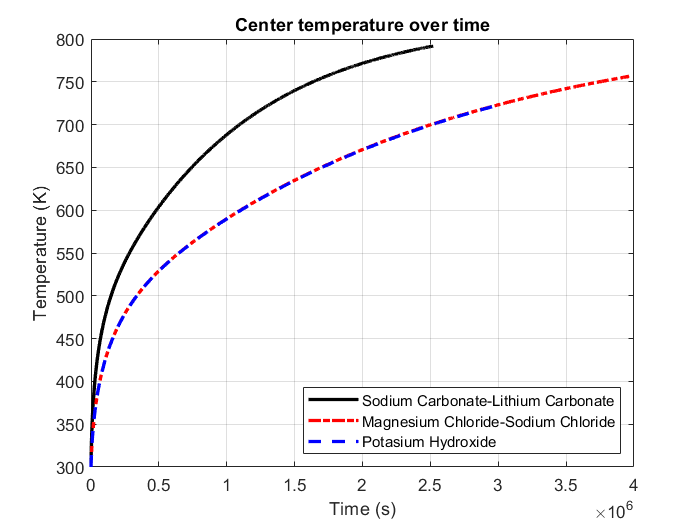 Center temperature over time
800
750
700
650
600
550
500
450
400
350
300
Temperature (K)
Sodium Carbonate-Lithium Carbonate
Magnesium Chloride-Sodium Chloride
Potasium Hydroxide
0 0.5 1 1.5 2 2.5 3 3.5 4
Time (s)
×10⁶